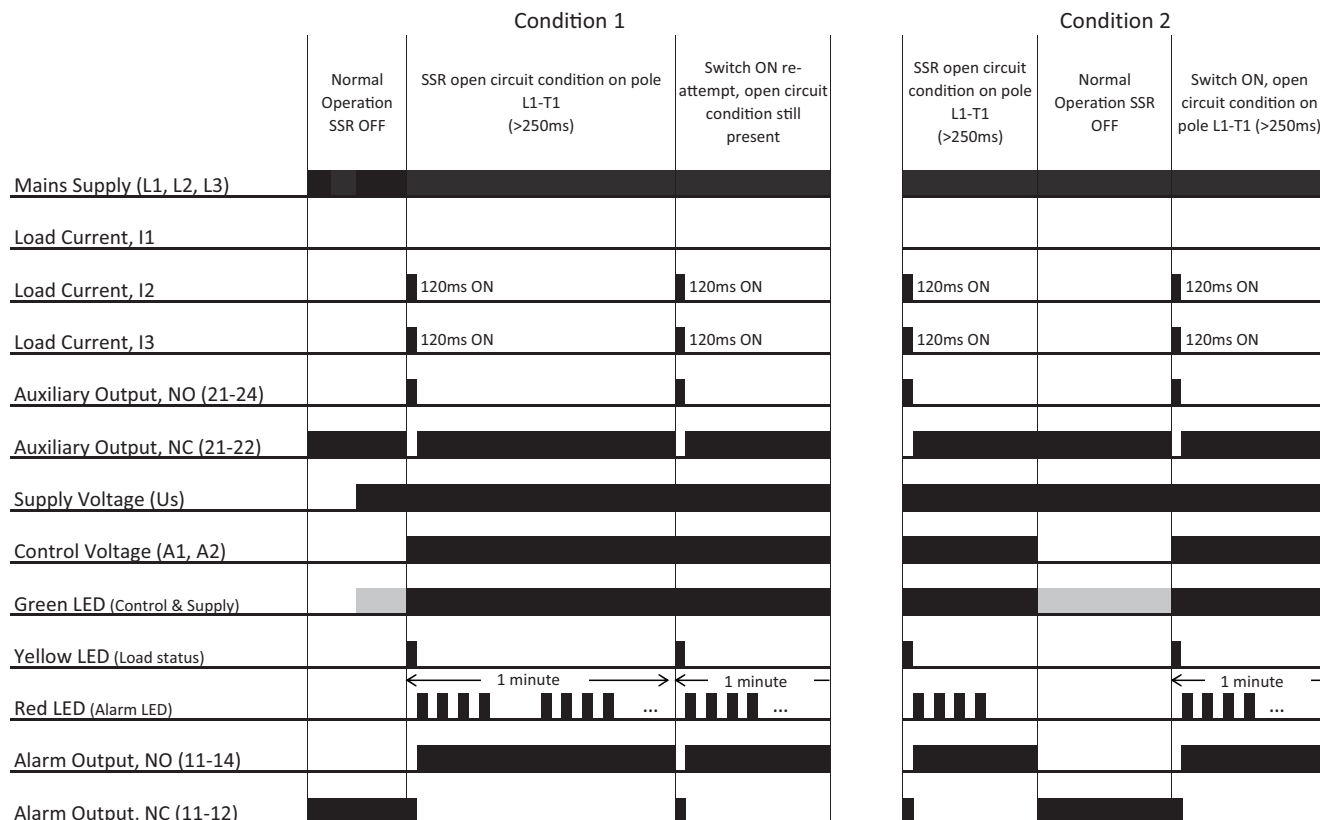 Condition 1
Condition 2
Normal
Operation
SSR OFF
SSR open circuit condition on pole
L1-T1
(>250ms)
Switch ON re-
attempt, open circuit
condition still
present
SSR open circuit
condition on pole
L1-T1
(>250ms)
Normal
Operation SSR
OFF
Switch ON, open
circuit condition on
pole L1-T1 (>250ms)
Mains Supply (L1, L2, L3)
Load Current, I1
Load Current, I2
120ms ON
120ms ON
120ms ON
120ms ON
Load Current, I3
120ms ON
120ms ON
120ms ON
120ms ON
Auxiliary Output, NO (21-24)
Auxiliary Output, NC (21-22)
Supply Voltage (Us)
Control Voltage (A1, A2)
Green LED (Control & Supply)
Yellow LED (Load status)
1 minute
1 minute
1 minute
Red LED (Alarm LED)
...
...
...
Alarm Output, NO (11-14)
Alarm Output, NC (11-12)